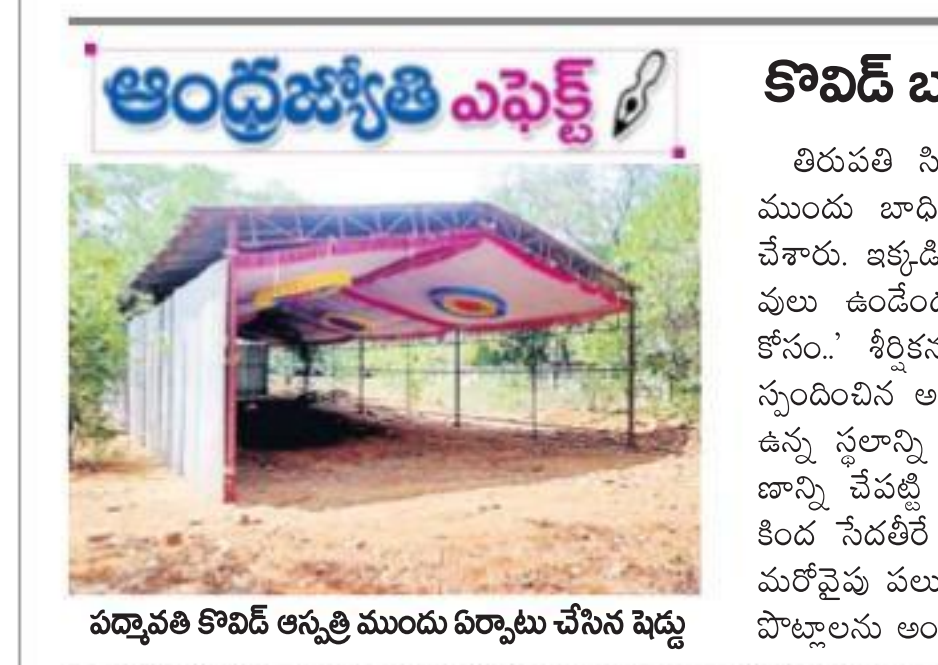 ఆంధ్రజ్యోతి ఎఫెక్ట్
పద్మావతి కొవిడ్ ఆస్పత్రి ముందు ఏర్పాటు చేసిన షెడ్డు
కొవిడ్ బా
తిరుపతి సి
ముందు బాధి
చేశారు. ఇక్కడి
వులు ఉండేంద
కోసం..’ శీర్షికన
స్పందించిన అ
ఉన్న స్థలాన్ని
ణాన్ని చేపట్టి
కింద సేదతీరే
మరోవైపు పలు
పొట్లాలను అం